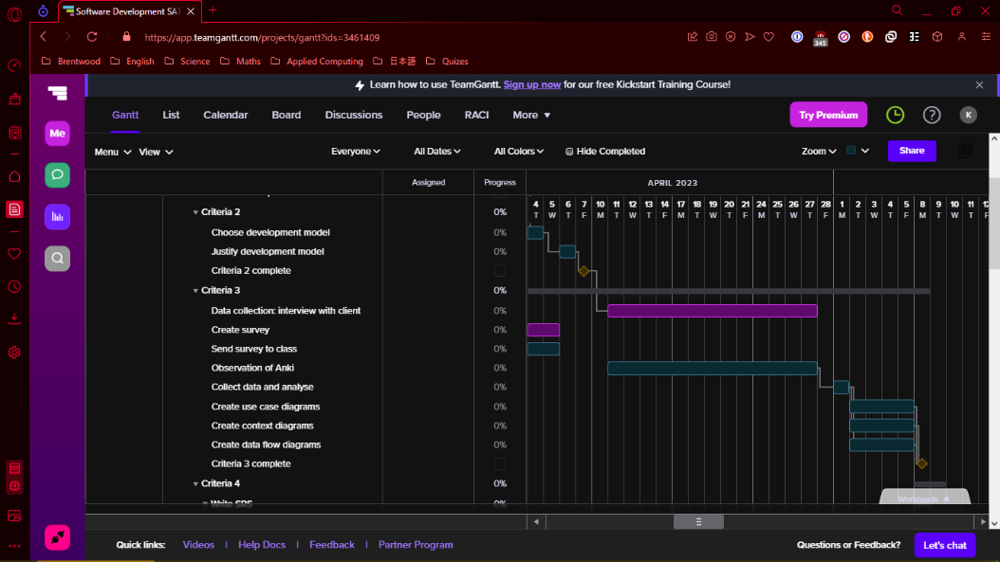 Software Development SAT
https://app.teamgantt.com/projects/gantt?ids=3461409
345
Brentwood English Science Maths Applied Computing 日本語 Quizes
Learn how to use TeamGantt. Sign up now for our free Kickstart Training Course!
Gantt List Calendar Board Discussions People RACI More Try Premium K
Me
Menu View Everyone All Dates All Colors Hide Completed Zoom Share
Assigned Progress APRIL 2023
4 5 6 7 10 11 12 13 14 17 18 19 20 21 24 25 26 27 28 1 2 3 4 5 8 9 10 11 12
T W T F M T W T F M T W T F M T W T F M T W T F M T W T F
Criteria 2 0%
Choose development model 0%
Justify development model 0%
Criteria 2 complete
Criteria 3 0%
Data collection: interview with client 0%
Create survey 0%
Send survey to class 0%
Observation of Anki 0%
Collect data and analyse 0%
Create use case diagrams 0%
Create context diagrams 0%
Create data flow diagrams 0%
Criteria 3 complete
Criteria 4 0%
Write SRS 0%
Workloads
Quick links: Videos | Help Docs | Feedback | Partner Program Questions or Feedback? Let's chat